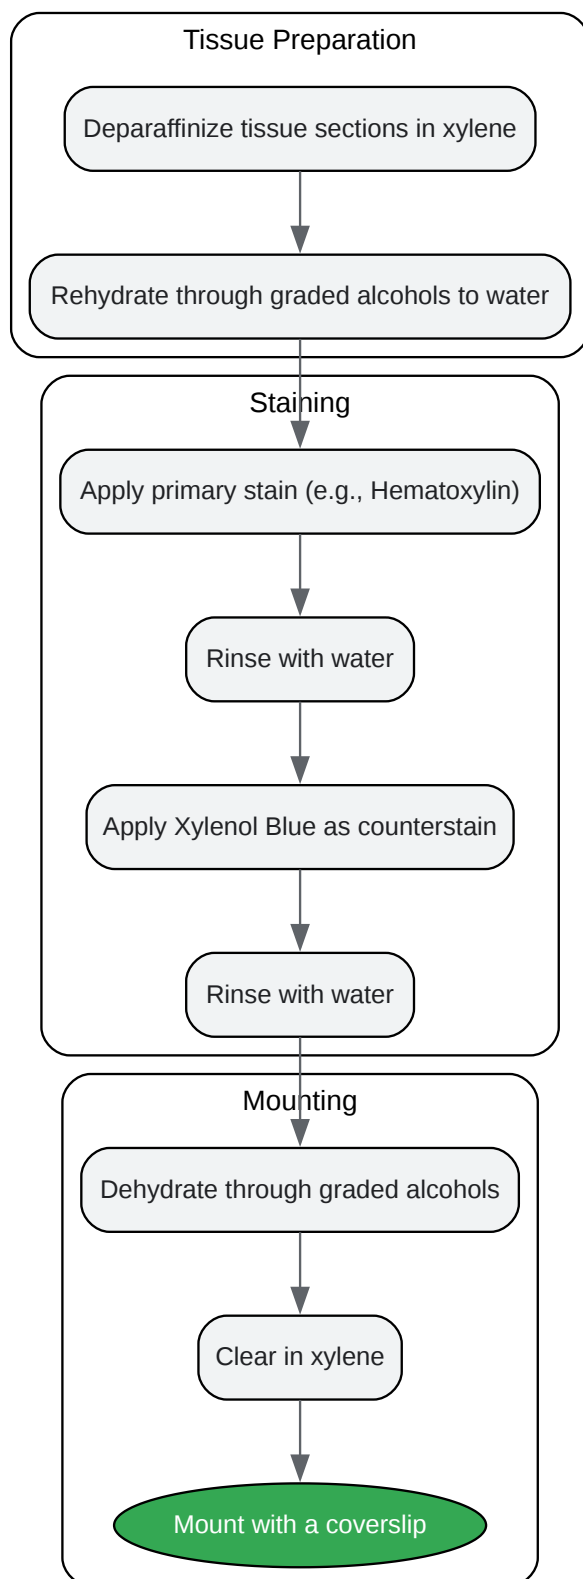 Tissue Preparation
Deparaffinize tissue sections in xylene
Rehydrate through graded alcohols to water
Staining
Apply primary stain (e.g., Hematoxylin)
Rinse with water
Apply Xylenol Blue as counterstain
Rinse with water
Mounting
Dehydrate through graded alcohols
Clear in xylene
Mount with a coverslip